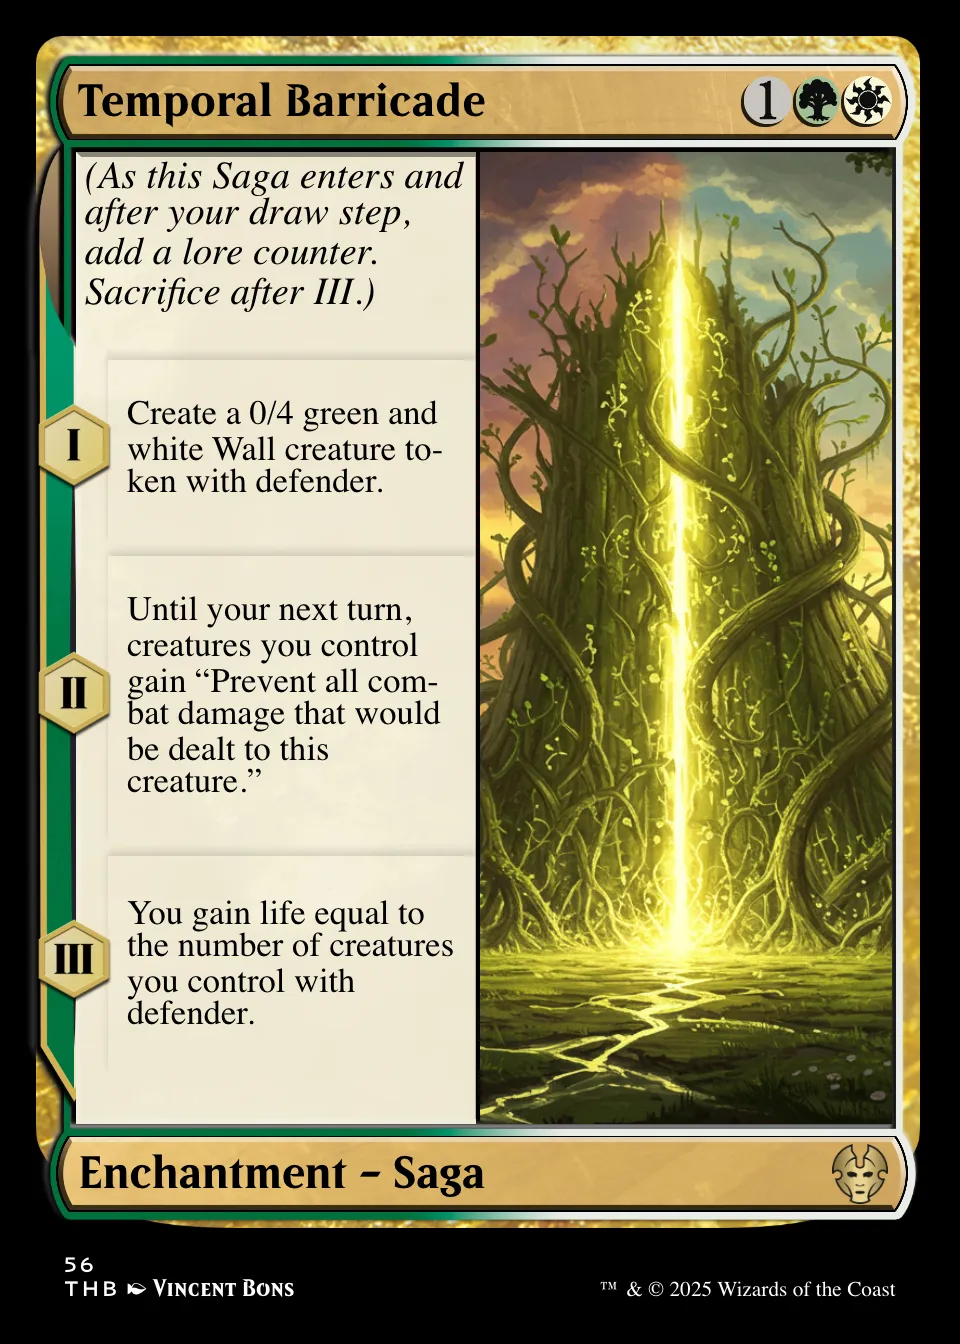 Temporal Barricade 1
(As this Saga enters and
after your draw step,
add a lore counter.
Sacrifice after III.)
I
Create a 0/4 green and
white Wall creature to-
ken with defender.
II
Until your next turn,
creatures you control
gain “Prevent all com-
bat damage that would
be dealt to this
creature.”
III
You gain life equal to
the number of creatures
you control with
defender.
Enchantment – Saga
56
THB Vincent Bons
™ & © 2025 Wizards of the Coast